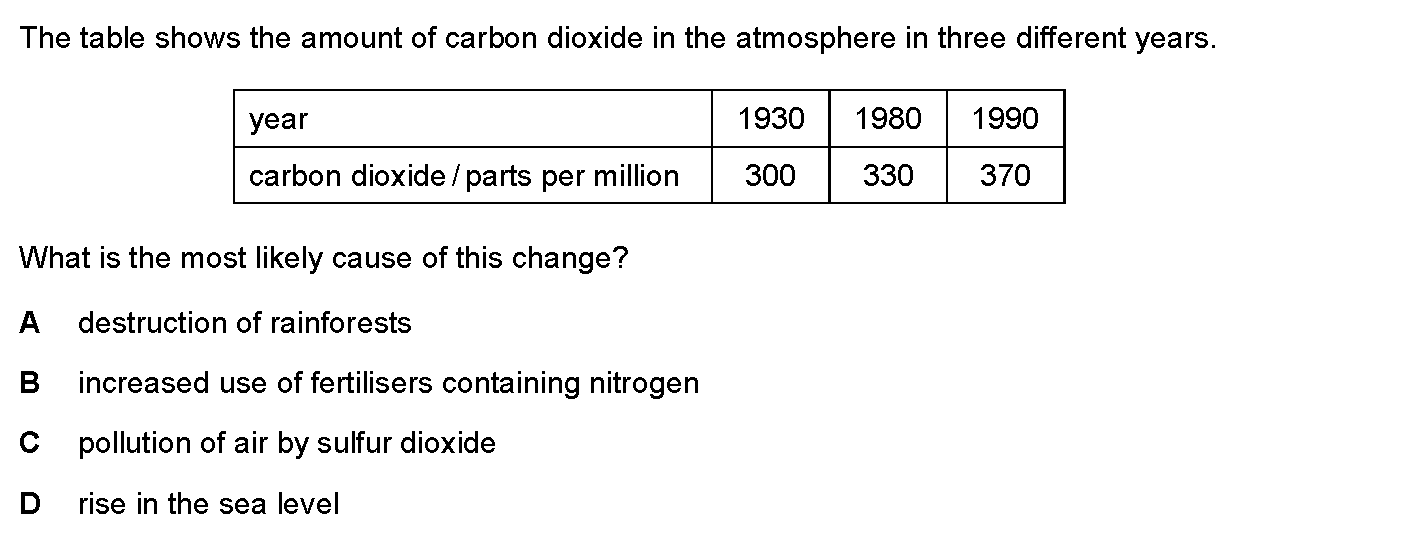 The table shows the amount of carbon dioxide in the atmosphere in three different years.
year 1930 1980 1990
carbon dioxide / parts per million 300 330 370
What is the most likely cause of this change?
A destruction of rainforests
B increased use of fertilisers containing nitrogen
C pollution of air by sulfur dioxide
D rise in the sea level